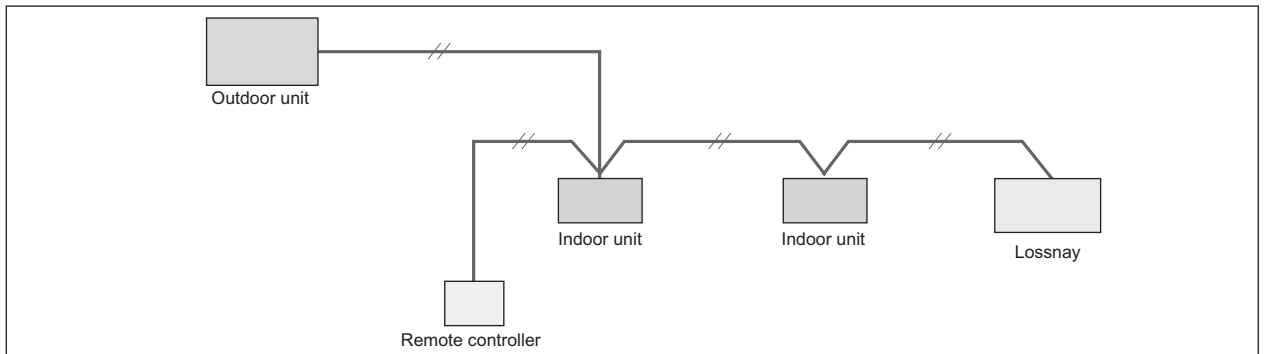 Outdoor unit
Indoor unit
Indoor unit
Lossnay
Remote controller